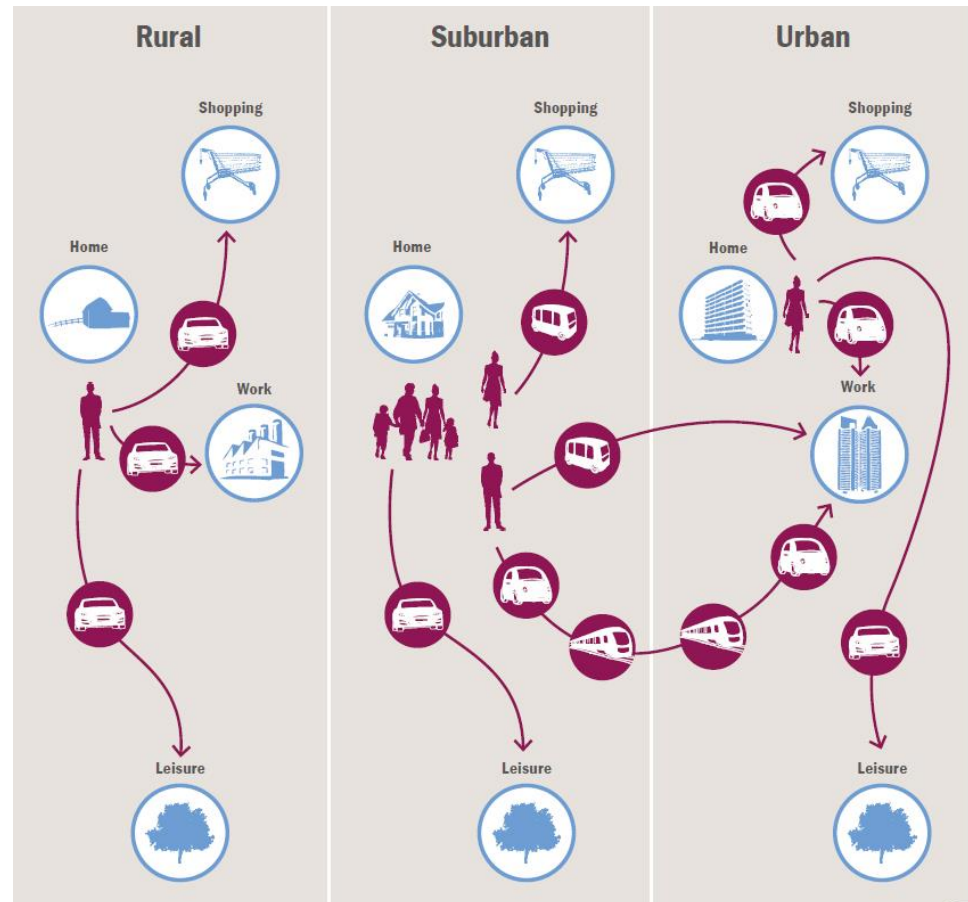 Rural
Suburban
Urban
Shopping
Shopping
Shopping
Home
Home
Home
Work
Work
Leisure
Leisure
Leisure